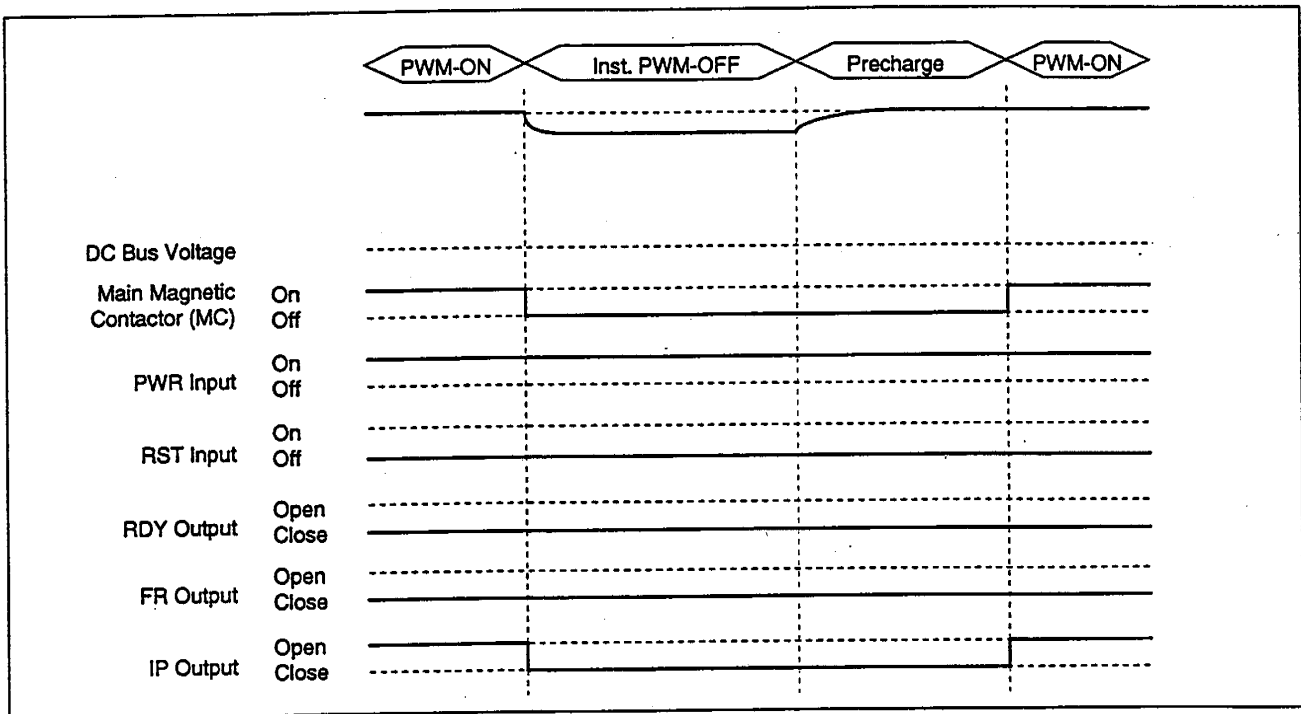 PWM-ON Inst. PWM-OFF Precharge PWM-ON
DC Bus Voltage
Main Magnetic On
Contactor (MC) Off
On
PWR Input Off
On
RST Input Off
Open
RDY Output Close
Open
FR Output Close
Open
IP Output Close